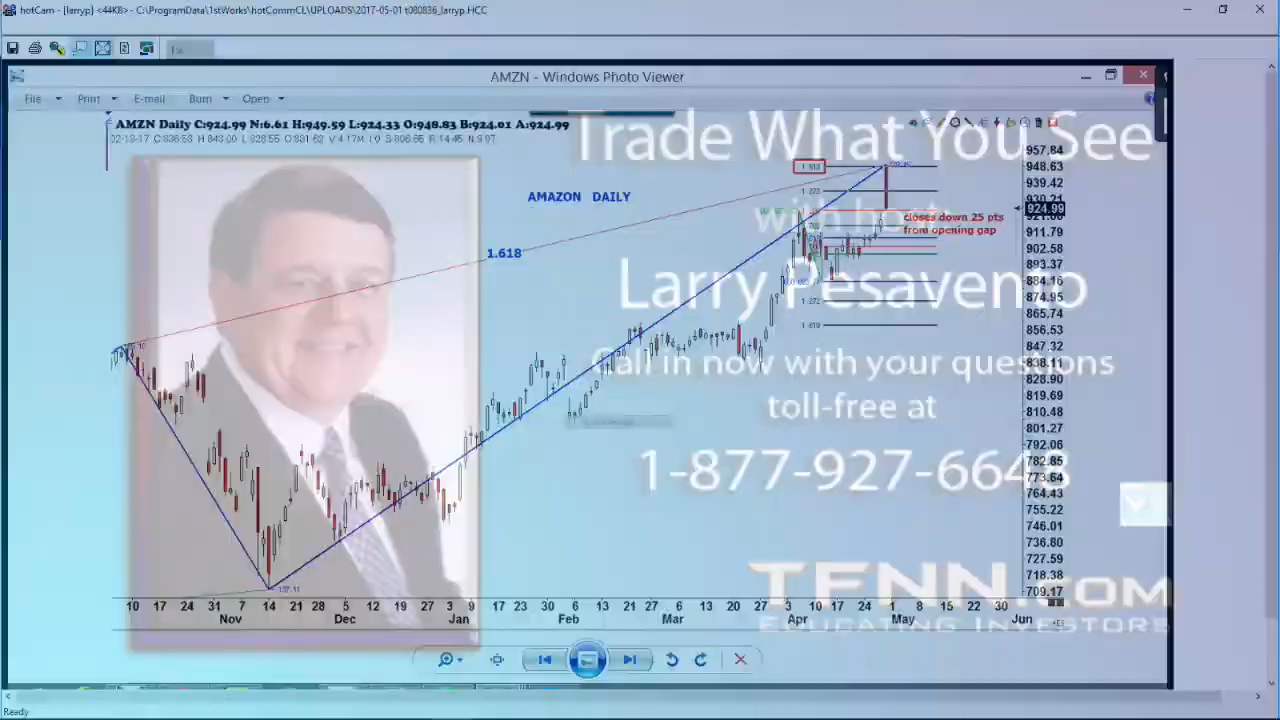 hotCam - [larryp] <44KB> - C:\ProgramData\1stWorks\hotCommCL\UPLOADS\2017-05-01 t080836_larryp.HCC
AMZN - Windows Photo Viewer
File Print E-mail Burn Open
AMZN Daily C:924.99 N:6.61 H:949.59 L:924.33 O:948.83 B:924.01 A:924.99
Trade What You See
AMAZON DAILY
1.618
with host
closes down 25 pts
from opening gap
Larry Pesavento
Call in now with your questions
toll-free at
1-877-927-6648
TFNN.COM
EDUCATING INVESTORS
957.84
948.63
939.42
930.21
924.99
911.79
902.58
893.37
884.16
874.95
865.74
856.53
847.32
838.11
828.90
819.69
810.48
801.27
792.06
782.85
773.64
764.43
755.22
746.01
736.80
727.59
718.38
709.17
10 17 24 31 7 14 21 28 5 12 19 27 3 9 17 23 30 6 13 21 27 6 13 20 27 3 10 17 24 1 8 15 22 30
Nov Dec Jan Feb Mar Apr May Jun
Ready